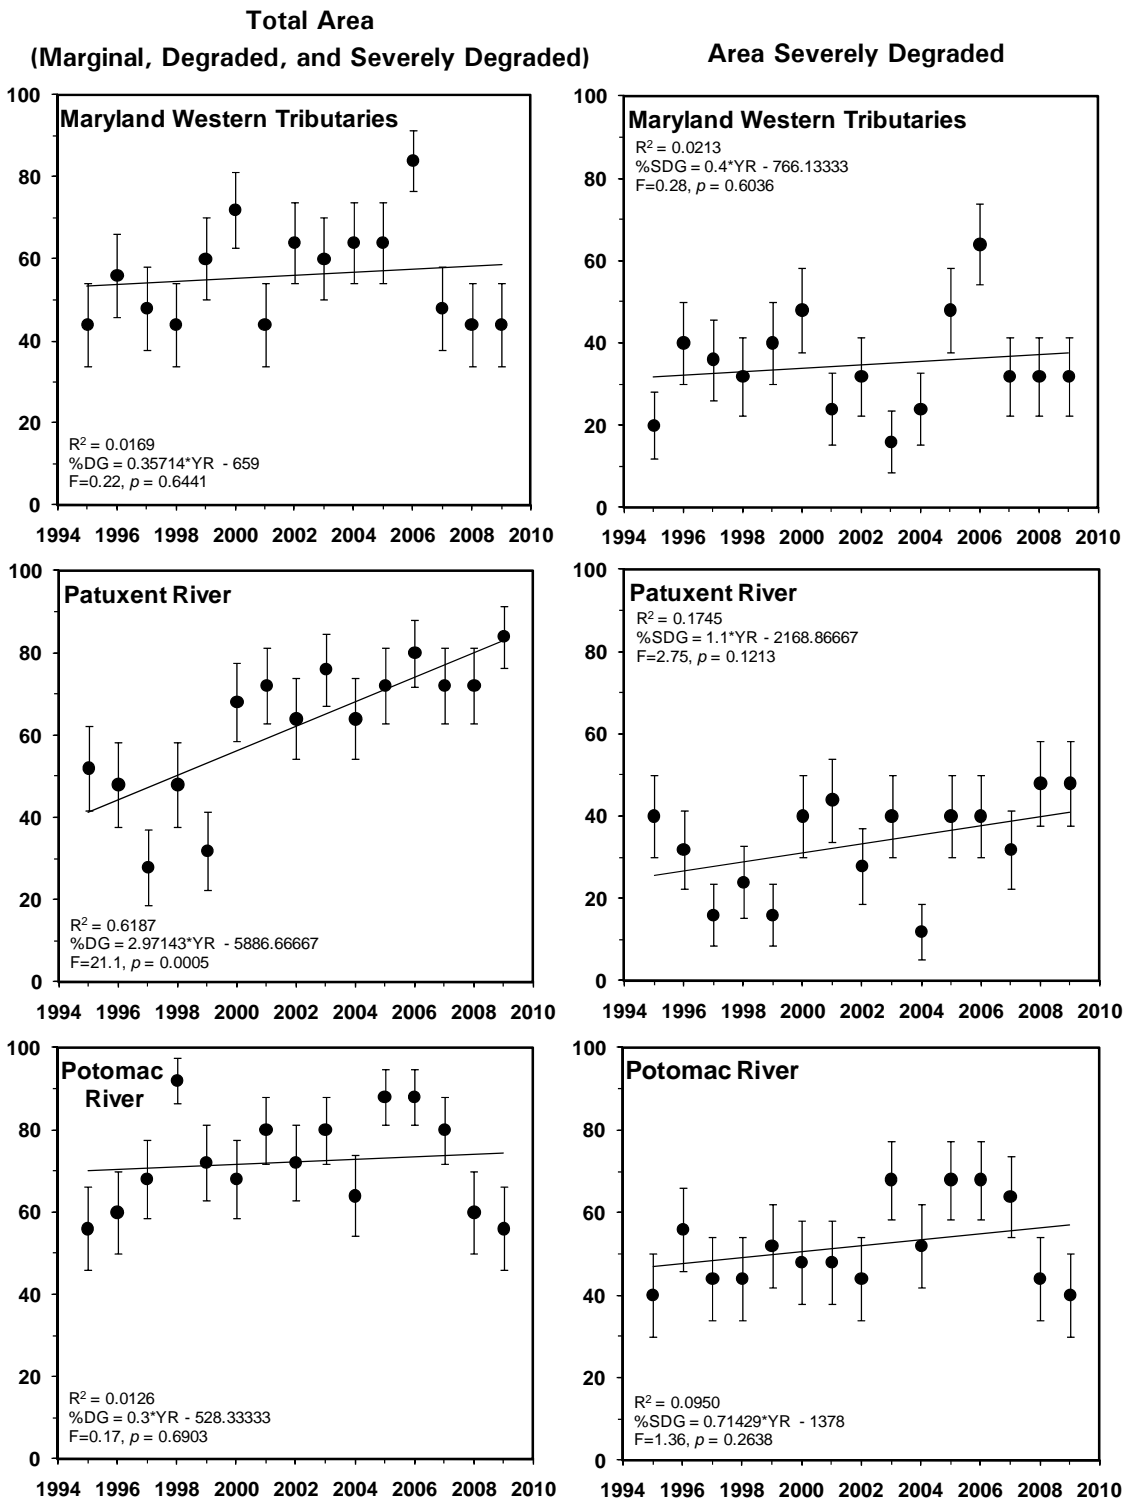 Total Area
(Marginal, Degraded, and Severely Degraded)
Area Severely Degraded
100
80
60
40
20
0
Maryland Western Tributaries
R² = 0.0169
%DG = 0.35714*YR - 659
F=0.22, p = 0.6441
1994 1996 1998 2000 2002 2004 2006 2008 2010
100
80
60
40
20
0
Maryland Western Tributaries
R² = 0.0213
%SDG = 0.4*YR - 766.13333
F=0.28, p = 0.6036
1994 1996 1998 2000 2002 2004 2006 2008 2010
100
80
60
40
20
0
Patuxent River
R² = 0.6187
%DG = 2.97143*YR - 5886.66667
F=21.1, p = 0.0005
1994 1996 1998 2000 2002 2004 2006 2008 2010
100
80
60
40
20
0
Patuxent River
R² = 0.1745
%SDG = 1.1*YR - 2168.86667
F=2.75, p = 0.1213
1994 1996 1998 2000 2002 2004 2006 2008 2010
100
80
60
40
20
0
Potomac
River
R² = 0.0126
%DG = 0.3*YR - 528.33333
F=0.17, p = 0.6903
1994 1996 1998 2000 2002 2004 2006 2008 2010
100
80
60
40
20
0
Potomac River
R² = 0.0950
%SDG = 0.71429*YR - 1378
F=1.36, p = 0.2638
1994 1996 1998 2000 2002 2004 2006 2008 2010